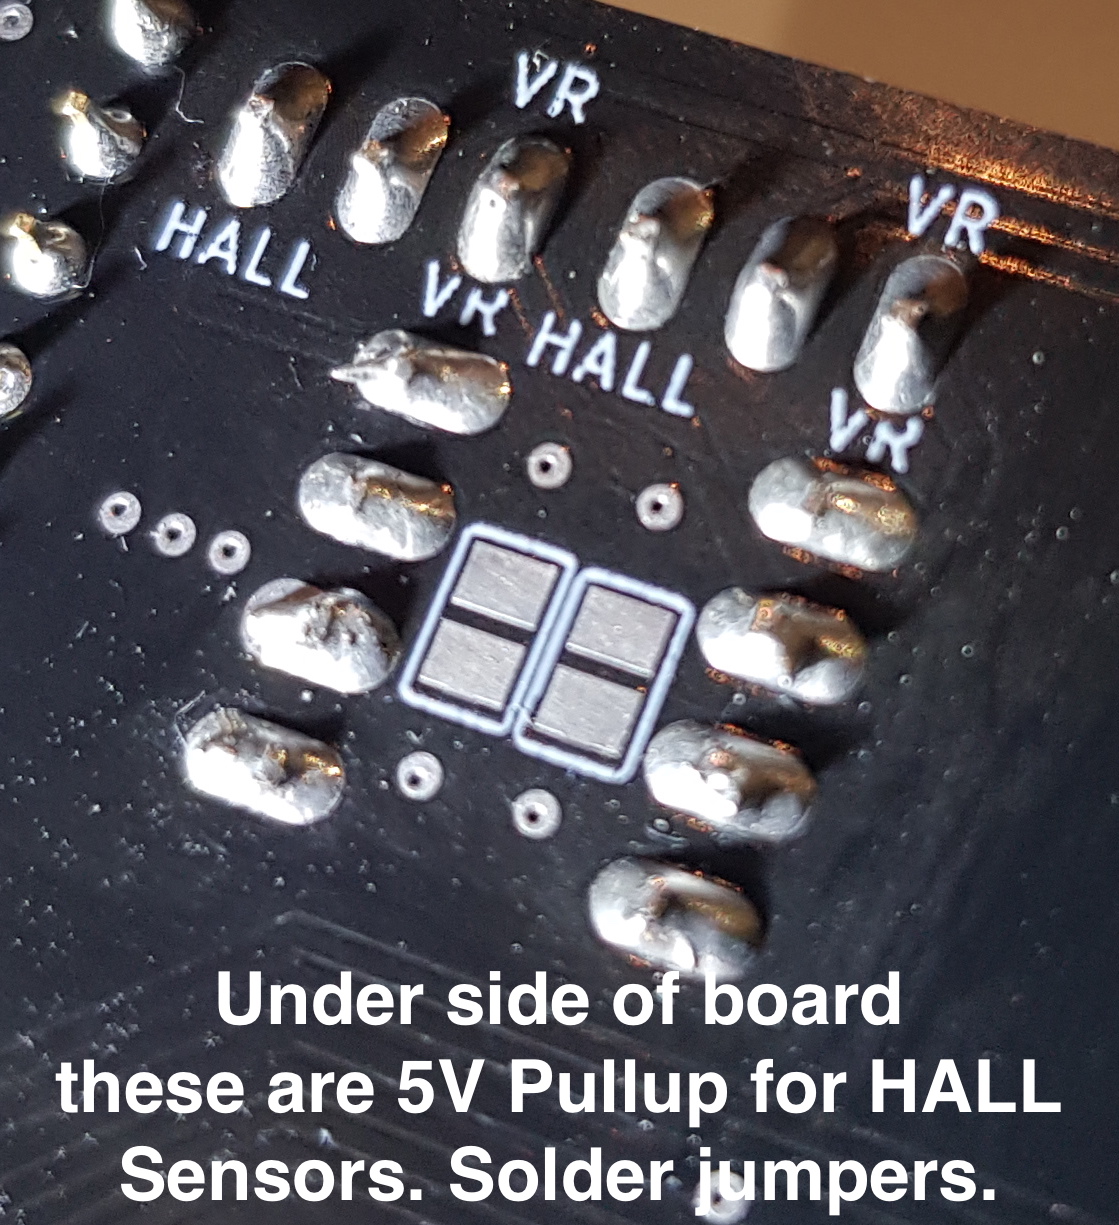 VR
VR
HALL
VR HALL
VR
Under side of board
these are 5V Pullup for HALL
Sensors. Solder jumpers.